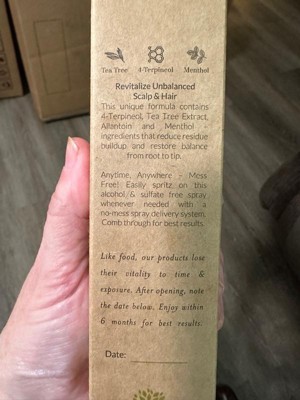 Tea Tree 4-Terpineol Menthol
Revitalize Unbalanced
Scalp & Hair
This unique formula contains
4-Terpineol, Tea Tree Extract,
Allantoin and Menthol -
ingredients that reduce residue
buildup and restore balance
from root to tip.
Anytime, Anywhere - Mess
Free! Easily spritz on this
alcohol & sulfate free spray
whenever needed with a
no-mess spray delivery system.
Comb through for best results.
Like food, our products lose
their vitality to time &
exposure. After opening, note
the date below. Enjoy within
6 months for best results.
Date: